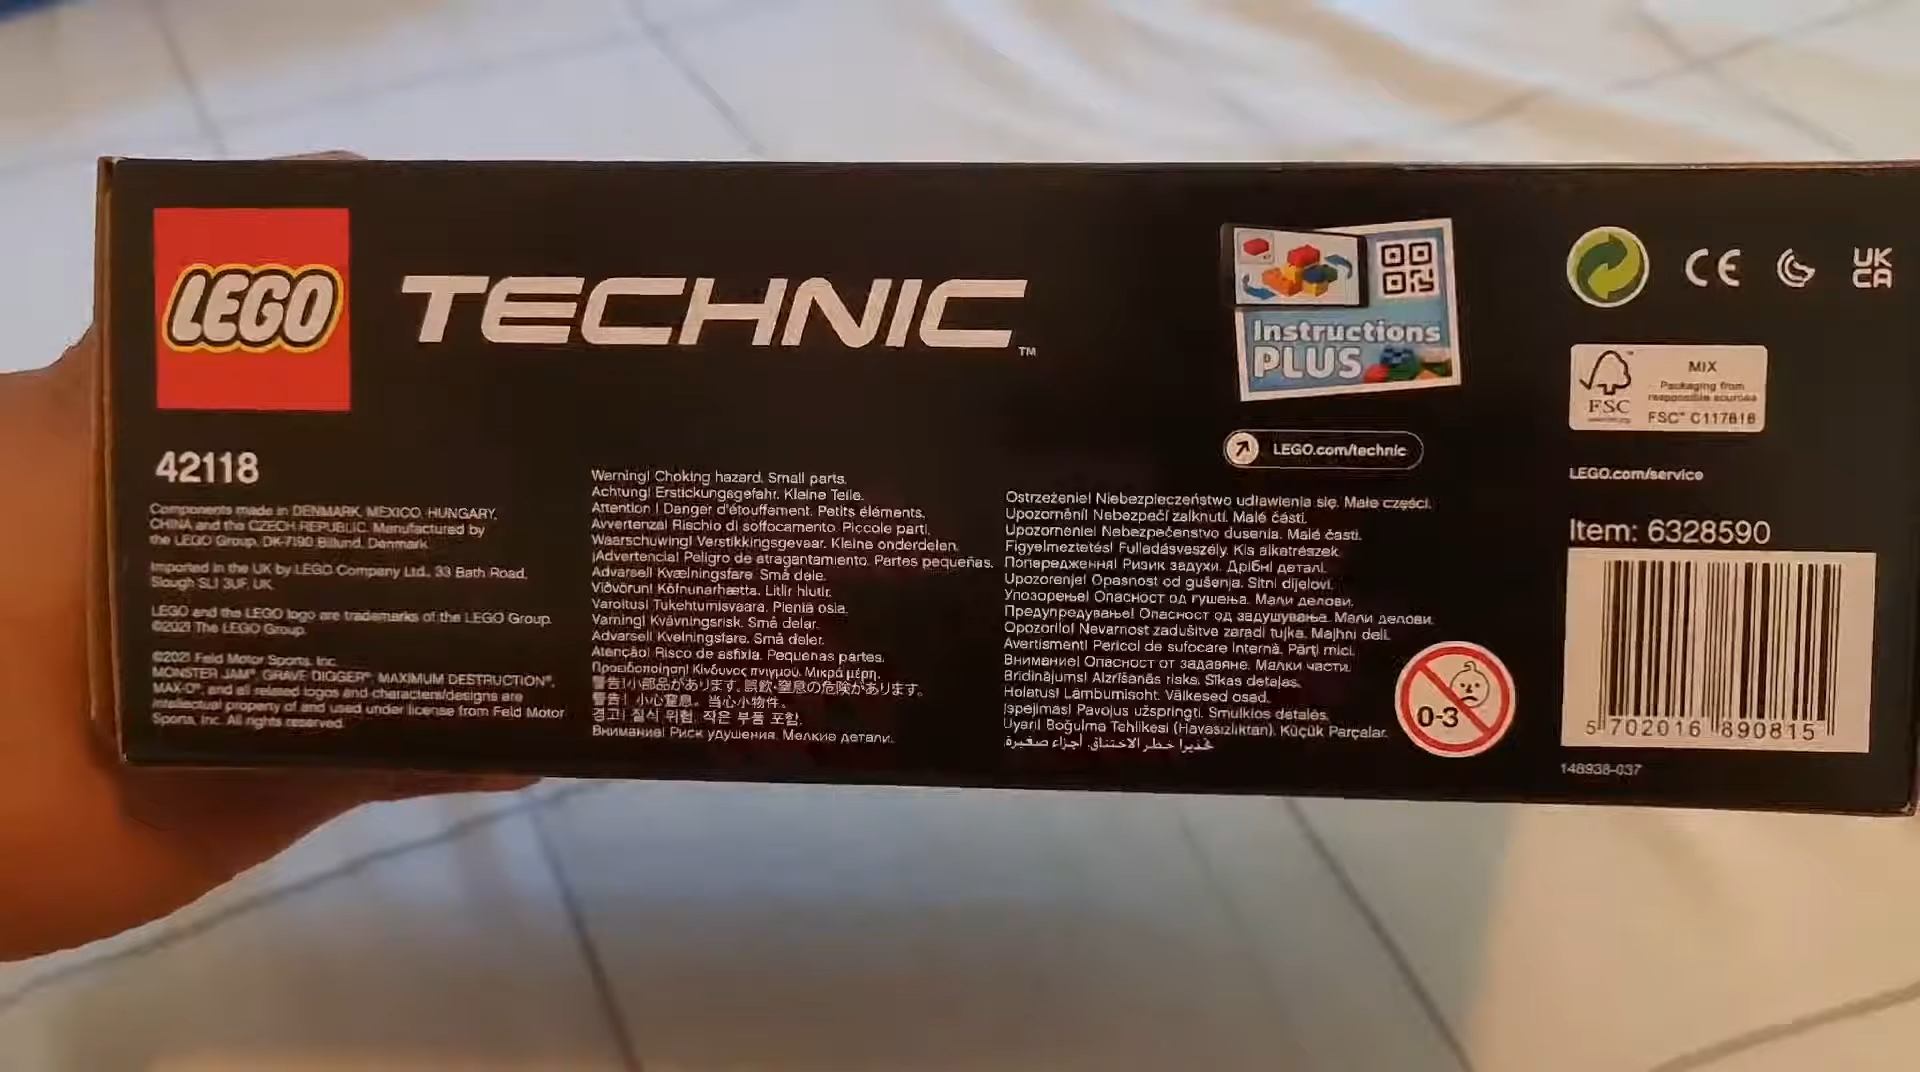 LEGO
TECHNIC™
42118
Components made in DENMARK, MEXICO, HUNGARY,
CHINA and the CZECH REPUBLIC. Manufactured by
the LEGO Group, DK-7190 Billund, Denmark.
Imported in the UK by LEGO Company Ltd., 33 Bath Road,
Slough SL1 3UF, UK.
LEGO and the LEGO logo are trademarks of the LEGO Group.
©2021 The LEGO Group.
©2021 Feld Motor Sports, Inc.
MONSTER JAM®, GRAVE DIGGER®, MAXIMUM DESTRUCTION®,
MAX-D®, and all related logos and characters/designs are
intellectual property of and used under license from Feld Motor
Sports, Inc. All rights reserved.
Warning! Choking hazard. Small parts.
Achtung! Erstickungsgefahr. Kleine Teile.
Attention ! Danger d'étouffement. Petits éléments.
Avvertenza! Rischio di soffocamento. Piccole parti.
Waarschuwing! Verstikkingsgevaar. Kleine onderdelen.
¡Advertencia! Peligro de atragantamiento. Partes pequeñas.
Advarsel! Kvælningsfare. Små dele.
Viðvörun! Köfnunarhætta. Litlir hlutir.
Varoitus! Tukehtumisvaara. Pieniä osia.
Varning! Kvävningsrisk. Små delar.
Advarsel! Kvelningsfare. Små deler.
Atenção! Risco de asfixia. Pequenas partes.
Προειδοποίηση! Κίνδυνος πνιγμού. Μικρά μέρη.
警告!小部品があります。誤飲・窒息の危険があります。
警告! 小心窒息。当心小物件。
경고! 질식 위험. 작은 부품 포함.
Внимание! Риск удушения. Мелкие детали.
Ostrzeżenie! Niebezpieczeństwo udławienia się. Małe części.
Upozornění! Nebezpečí zalknutí. Malé části.
Upozornenie! Nebezpečenstvo dusenia. Malé časti.
Figyelmeztetés! Fulladásveszély. Kis alkatrészek.
Попередження! Ризик задухи. Дрібні деталі.
Upozorenje! Opasnost od gušenja. Sitni dijelovi.
Упозорење! Опасност од гушења. Мали делови.
Предупредување! Опасност од задушување. Мали делови.
Opozorilo! Nevarnost zadušitve zaradi tujka. Majhni deli.
Avertisment! Pericol de sufocare internă. Părți mici.
Внимание! Опасност от задавяне. Малки части.
Brīdinājums! Aizrīšanās risks. Sīkas detaļas.
Hoiatus! Lämbumisoht. Väikesed osad.
Įspėjimas! Pavojus užspringti. Smulkios detalės.
Uyarı! Boğulma Tehlikesi (Havasızlıktan). Küçük Parçalar.
تحذير! خطر الاختناق. أجزاء صغيرة.
0-3
Instructions
PLUS
LEGO.com/technic
CE
UK
CA
FSC
MIX
Packaging from
responsible sources
FSC® C117818
LEGO.com/service
Item: 6328590
5 702016 890815
148938-037